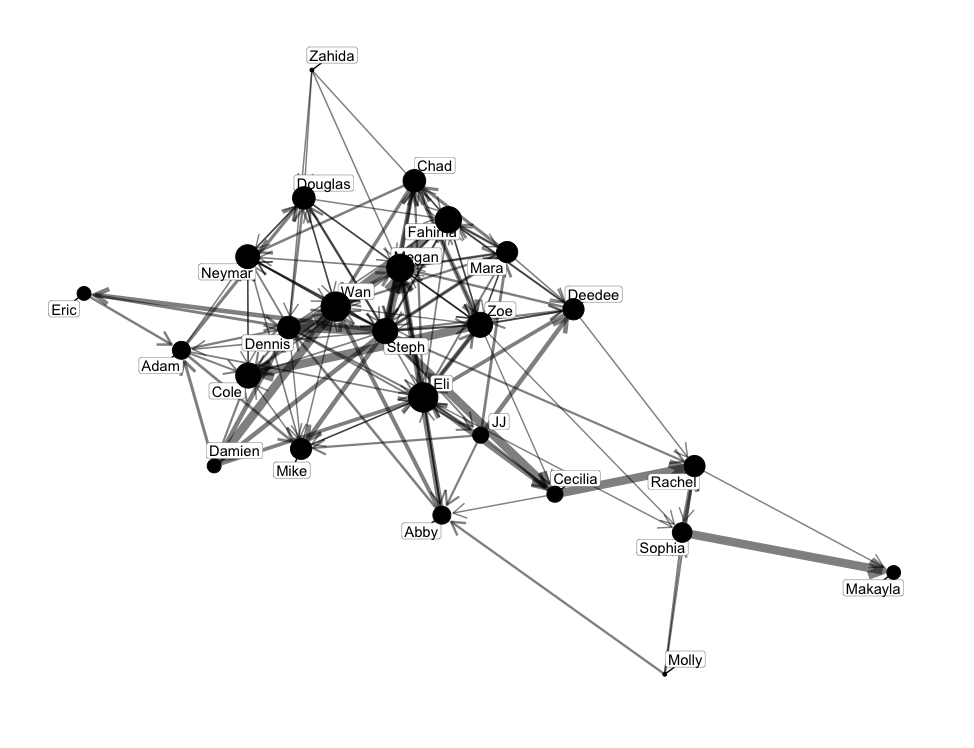 Zahida
Chad
Douglas
Fahima
Megan
Mara
Neymar
Wan
Deedee
Eric
Zoe
Dennis
Steph
Adam
Eli
Cole
JJ
Damien
Mike
Cecilia
Rachel
Abby
Sophia
Makayla
Molly